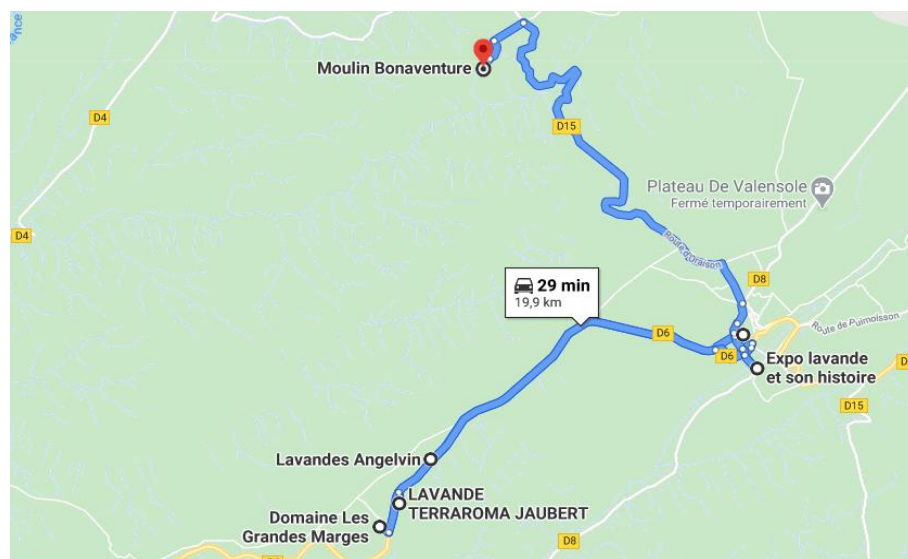 Moulin Bonaventure
D4
D15
Plateau De Valensole
Fermé temporairement
D4
Route d'Oraison
D8
29 min
19,9 km
D6
Route de Puimoisson
D6
Expo lavande
et son histoire
D15
Lavandes Angelvin
LAVANDE
TERRAROMA JAUBERT
Domaine Les
Grandes Marges
D8